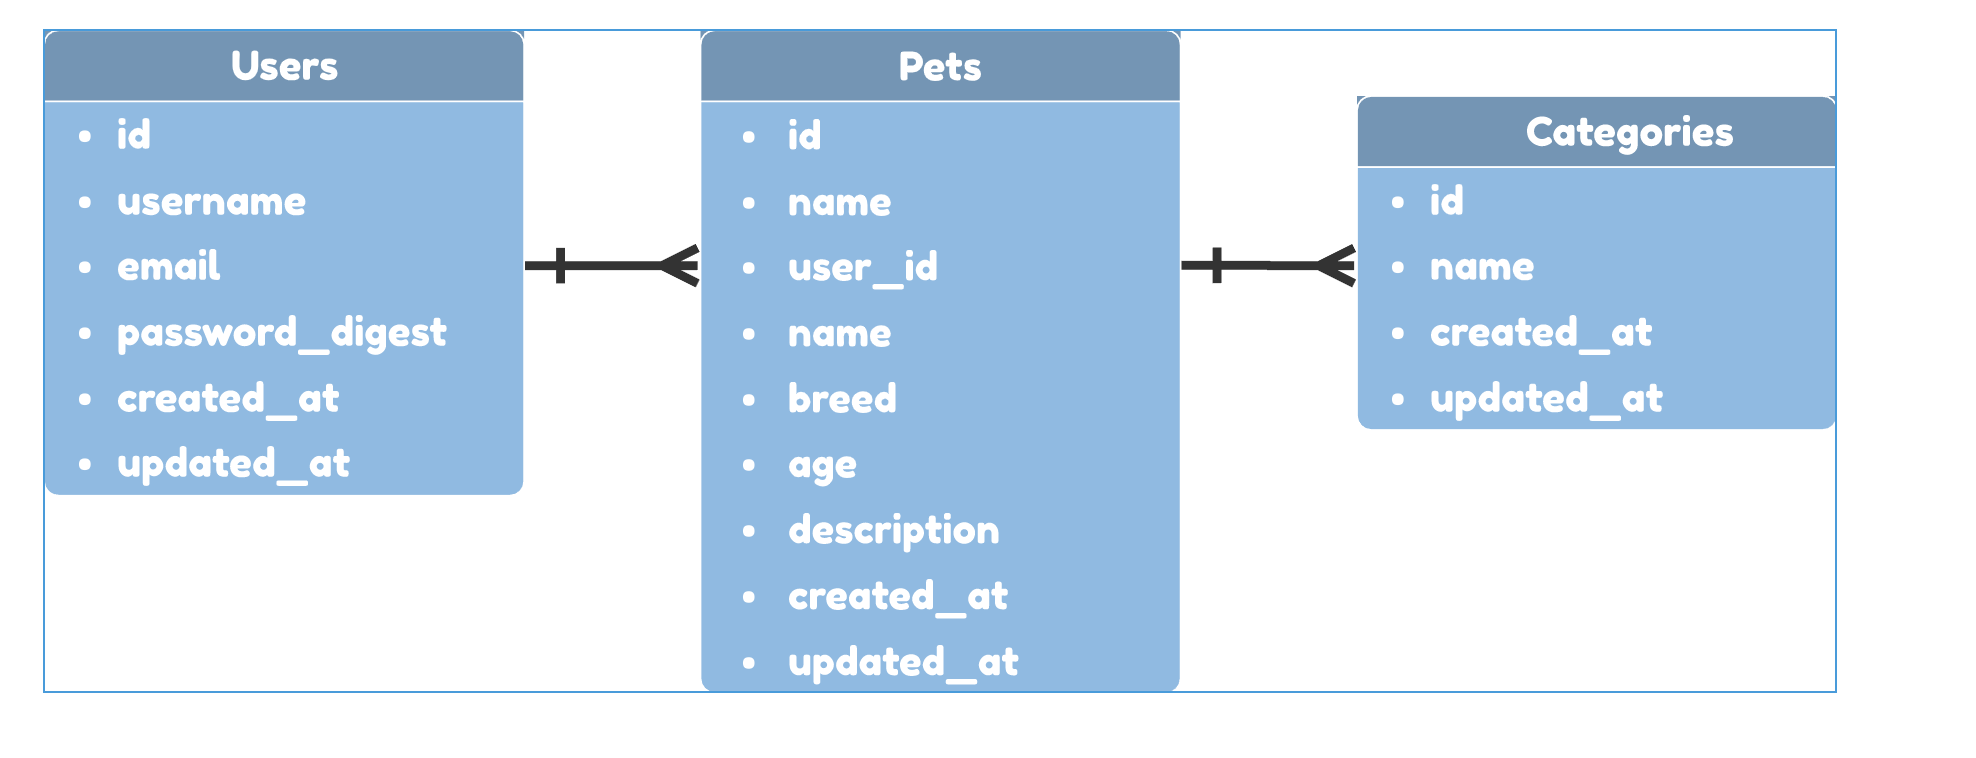 Users
• id
• username
• email
• password_digest
• created_at
• updated_at
Pets
• id
• name
• user_id
• name
• breed
• age
• description
• created_at
• updated_at
Categories
• id
• name
• created_at
• updated_at